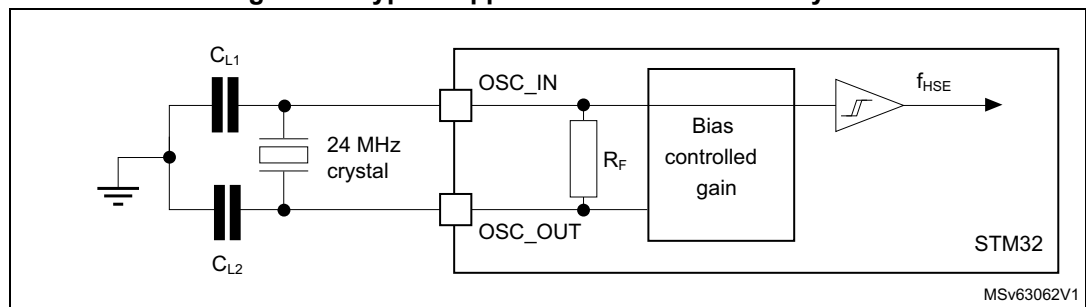 C_L1
OSC_IN
f_HSE
24 MHz
crystal
R_F
Bias
controlled
gain
OSC_OUT
STM32
C_L2
MSv63062V1